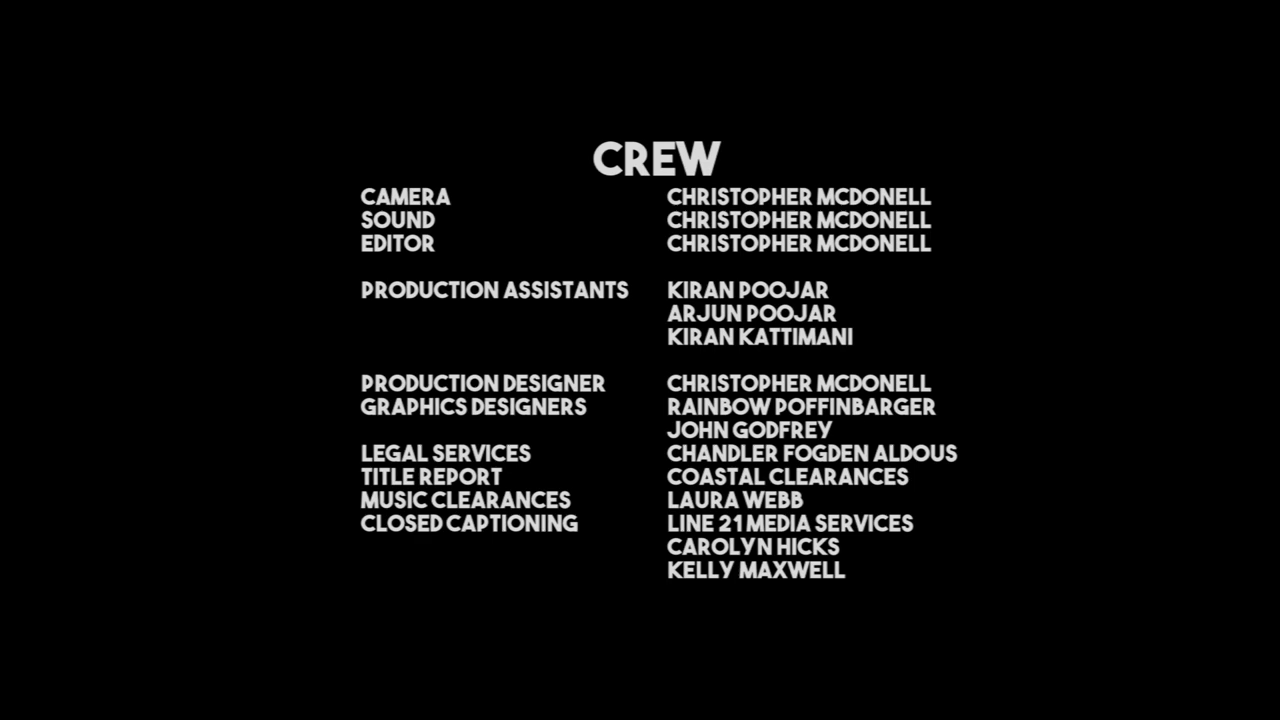 CREW
CAMERA CHRISTOPHER MCDONELL
SOUND CHRISTOPHER MCDONELL
EDITOR CHRISTOPHER MCDONELL
PRODUCTION ASSISTANTS KIRAN POOJAR
ARJUN POOJAR
KIRAN KATTIMANI
PRODUCTION DESIGNER CHRISTOPHER MCDONELL
GRAPHICS DESIGNERS RAINBOW POFFINBARGER
JOHN GODFREY
LEGAL SERVICES CHANDLER FOGDEN ALDOUS
TITLE REPORT COASTAL CLEARANCES
MUSIC CLEARANCES LAURA WEBB
CLOSED CAPTIONING LINE 21 MEDIA SERVICES
CAROLYN HICKS
KELLY MAXWELL